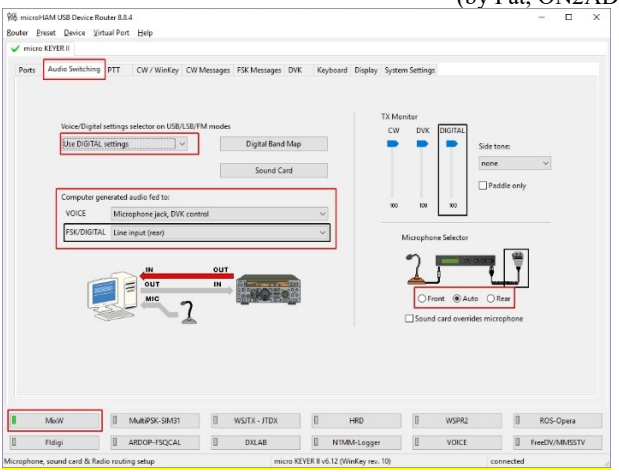 (by Pat, ON2AD
microHAM USB Device Router 8.8.4
Router Preset Device Virtual Port Help
micro KEYER II
Ports Audio Switching PTT CW / WinKey CW Messages FSK Messages DVK Keyboard Display System Settings
Voice/Digital settings selector on USB/LSB/FM modes
Use DIGITAL settings
Digital Band Map
Sound Card
Computer generated audio fed to:
VOICE Microphone jack, DVK control
FSK/DIGITAL Line input (rear)
IN OUT
OUT IN
MIC
TX Monitor
CW DVK DIGITAL
Side tone:
none
Paddle only
100 100 100
Microphone Selector
Front Auto Rear
Sound card overrides microphone
MixW MultiPSK-SIM31 WSJTX - JTDX HRD WSPR2 ROS-Opera
Fldigi ARDOP-FSQCAL DXLAB N1MM-Logger VOICE FreeDV/MMSSTV
Microphone, sound card & Radio routing setup micro KEYER II v6.12 (WinKey rev. 10) connected